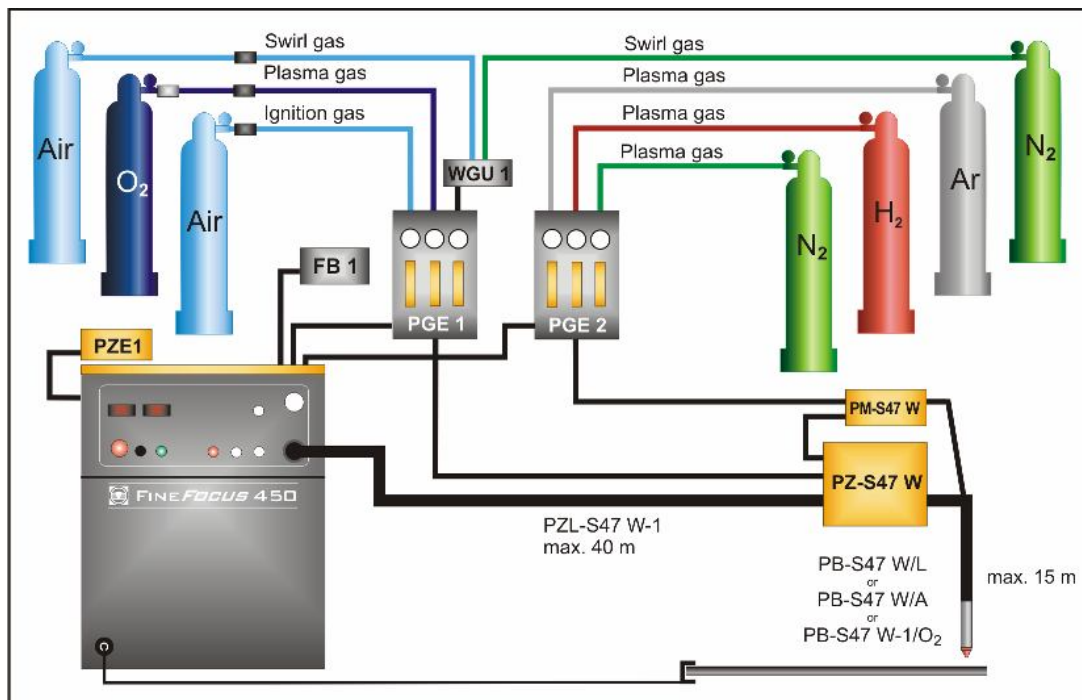 Swirl gas
Plasma gas
Ignition gas
Swirl gas
Plasma gas
Plasma gas
Plasma gas
Air
O₂
Air
WGU 1
N₂
H₂
Ar
N₂
FB 1
PGE 1
PGE 2
PZE1
PM-S47 W
PZ-S47 W
FINEFOCUS 450
PZL-S47 W-1
max. 40 m
PB-S47 W/L
or
PB-S47 W/A
or
PB-S47 W-1/O₂
max. 15 m